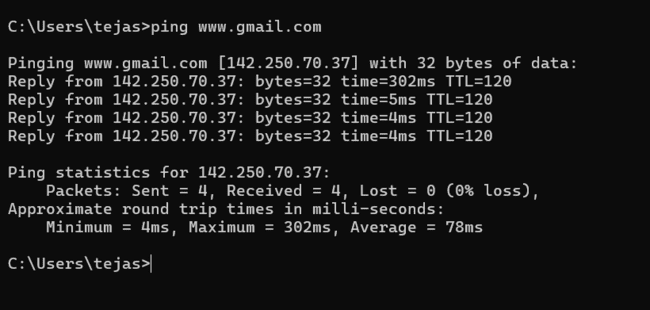 C:\Users\tejas>ping www.gmail.com
Pinging www.gmail.com [142.250.70.37] with 32 bytes of data:
Reply from 142.250.70.37: bytes=32 time=302ms TTL=120
Reply from 142.250.70.37: bytes=32 time=5ms TTL=120
Reply from 142.250.70.37: bytes=32 time=4ms TTL=120
Reply from 142.250.70.37: bytes=32 time=4ms TTL=120
Ping statistics for 142.250.70.37:
    Packets: Sent = 4, Received = 4, Lost = 0 (0% loss),
Approximate round trip times in milli-seconds:
    Minimum = 4ms, Maximum = 302ms, Average = 78ms
C:\Users\tejas>